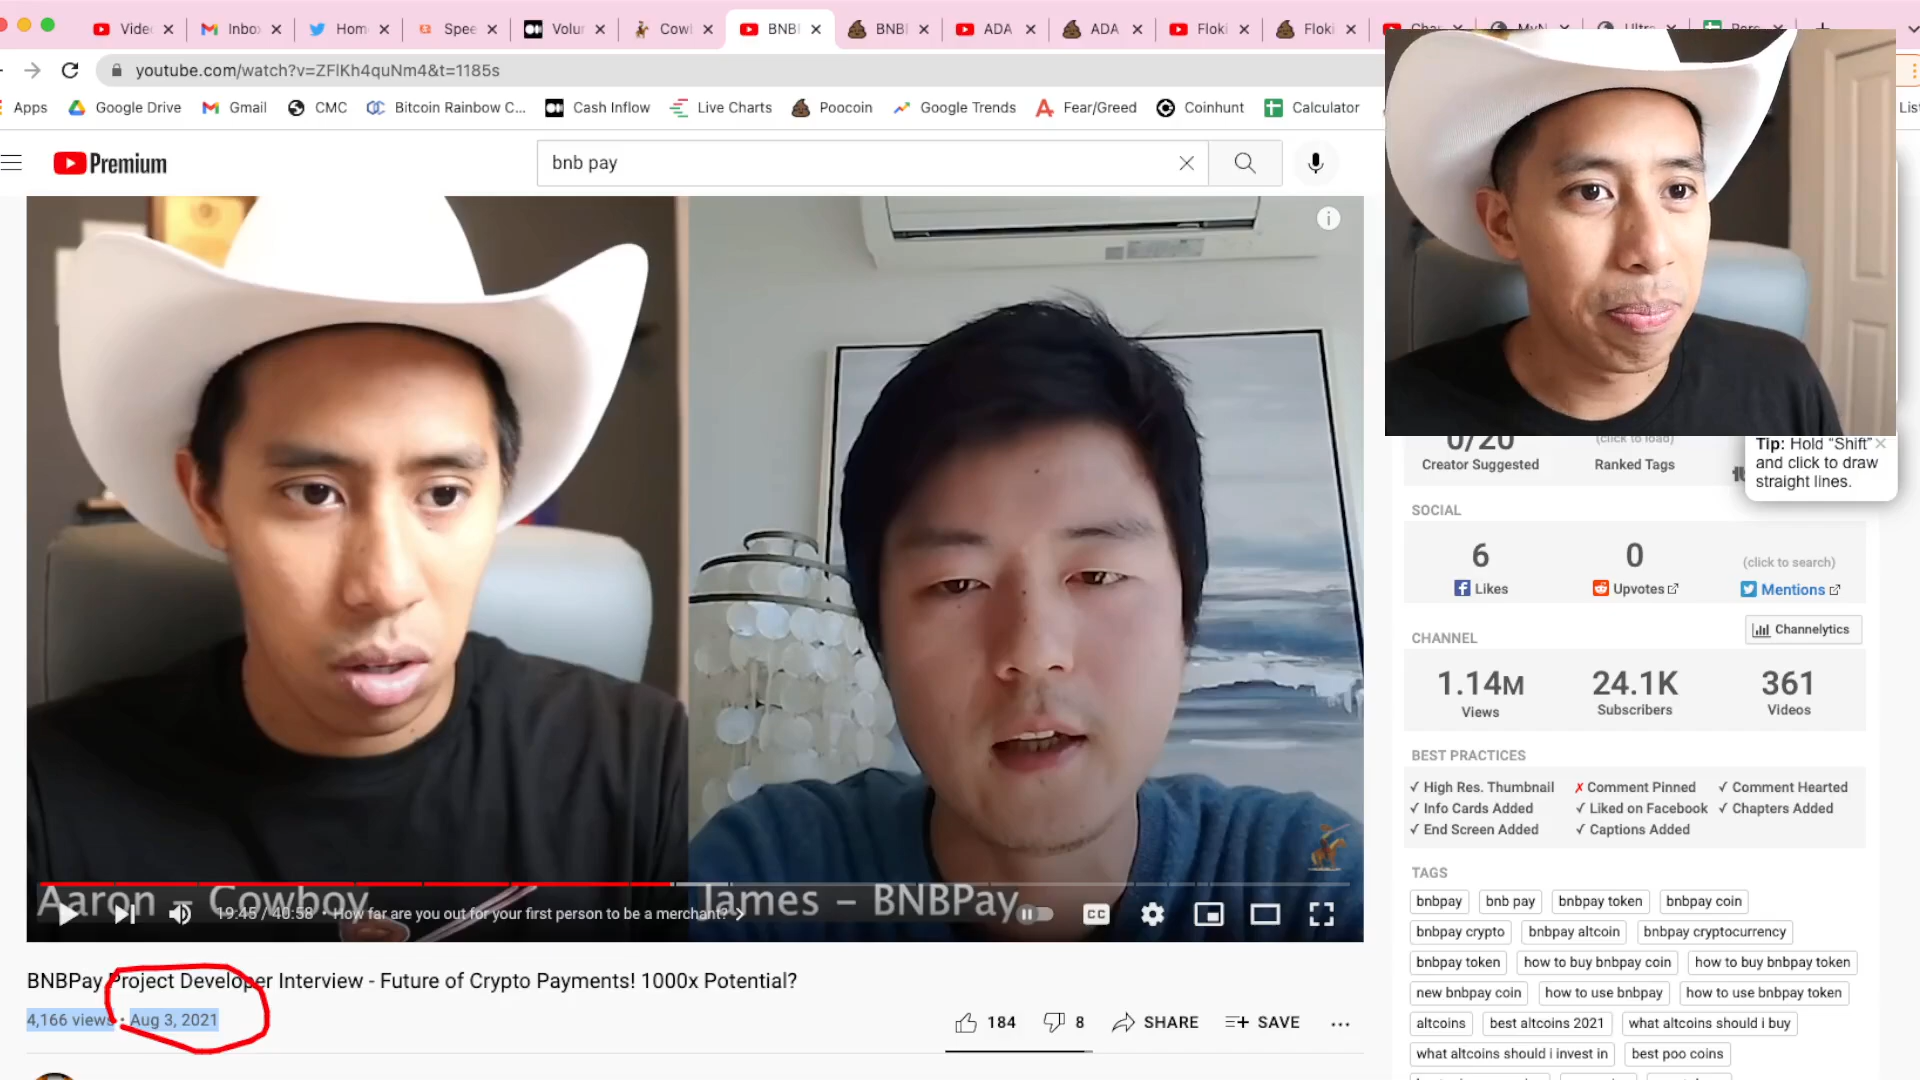 Video Inbo Hom Spee Volur Cowl BNBI BNBI ADA ADA Floki Floki
youtube.com/watch?v=ZFlKh4quNm4&t=1185s
Apps Google Drive Gmail CMC Bitcoin Rainbow C... Cash Inflow Live Charts Poocoin Google Trends Fear/Greed Coinhunt Calculator
Premium
bnb pay
Aaron – Cowboy
James – BNBPay
19:45 / 40:58 • How far are you out for your first person to be a merchant?
CC
BNBPay Project Developer Interview - Future of Crypto Payments! 1000x Potential?
4,166 views • Aug 3, 2021
184 8 SHARE SAVE ...
0/20 (click to load)
Creator Suggested Ranked Tags
Tip: Hold "Shift"
and click to draw
straight lines.
SOCIAL
6 0 (click to search)
Likes Upvotes Mentions
CHANNEL Channelytics
1.14M 24.1K 361
Views Subscribers Videos
BEST PRACTICES
✓ High Res. Thumbnail ✗ Comment Pinned ✓ Comment Hearted
✓ Info Cards Added ✓ Liked on Facebook ✓ Chapters Added
✓ End Screen Added ✓ Captions Added
TAGS
bnbpay bnb pay bnbpay token bnbpay coin
bnbpay crypto bnbpay altcoin bnbpay cryptocurrency
bnbpay token how to buy bnbpay coin how to buy bnbpay token
new bnbpay coin how to use bnbpay how to use bnbpay token
altcoins best altcoins 2021 what altcoins should i buy
what altcoins should i invest in best poo coins